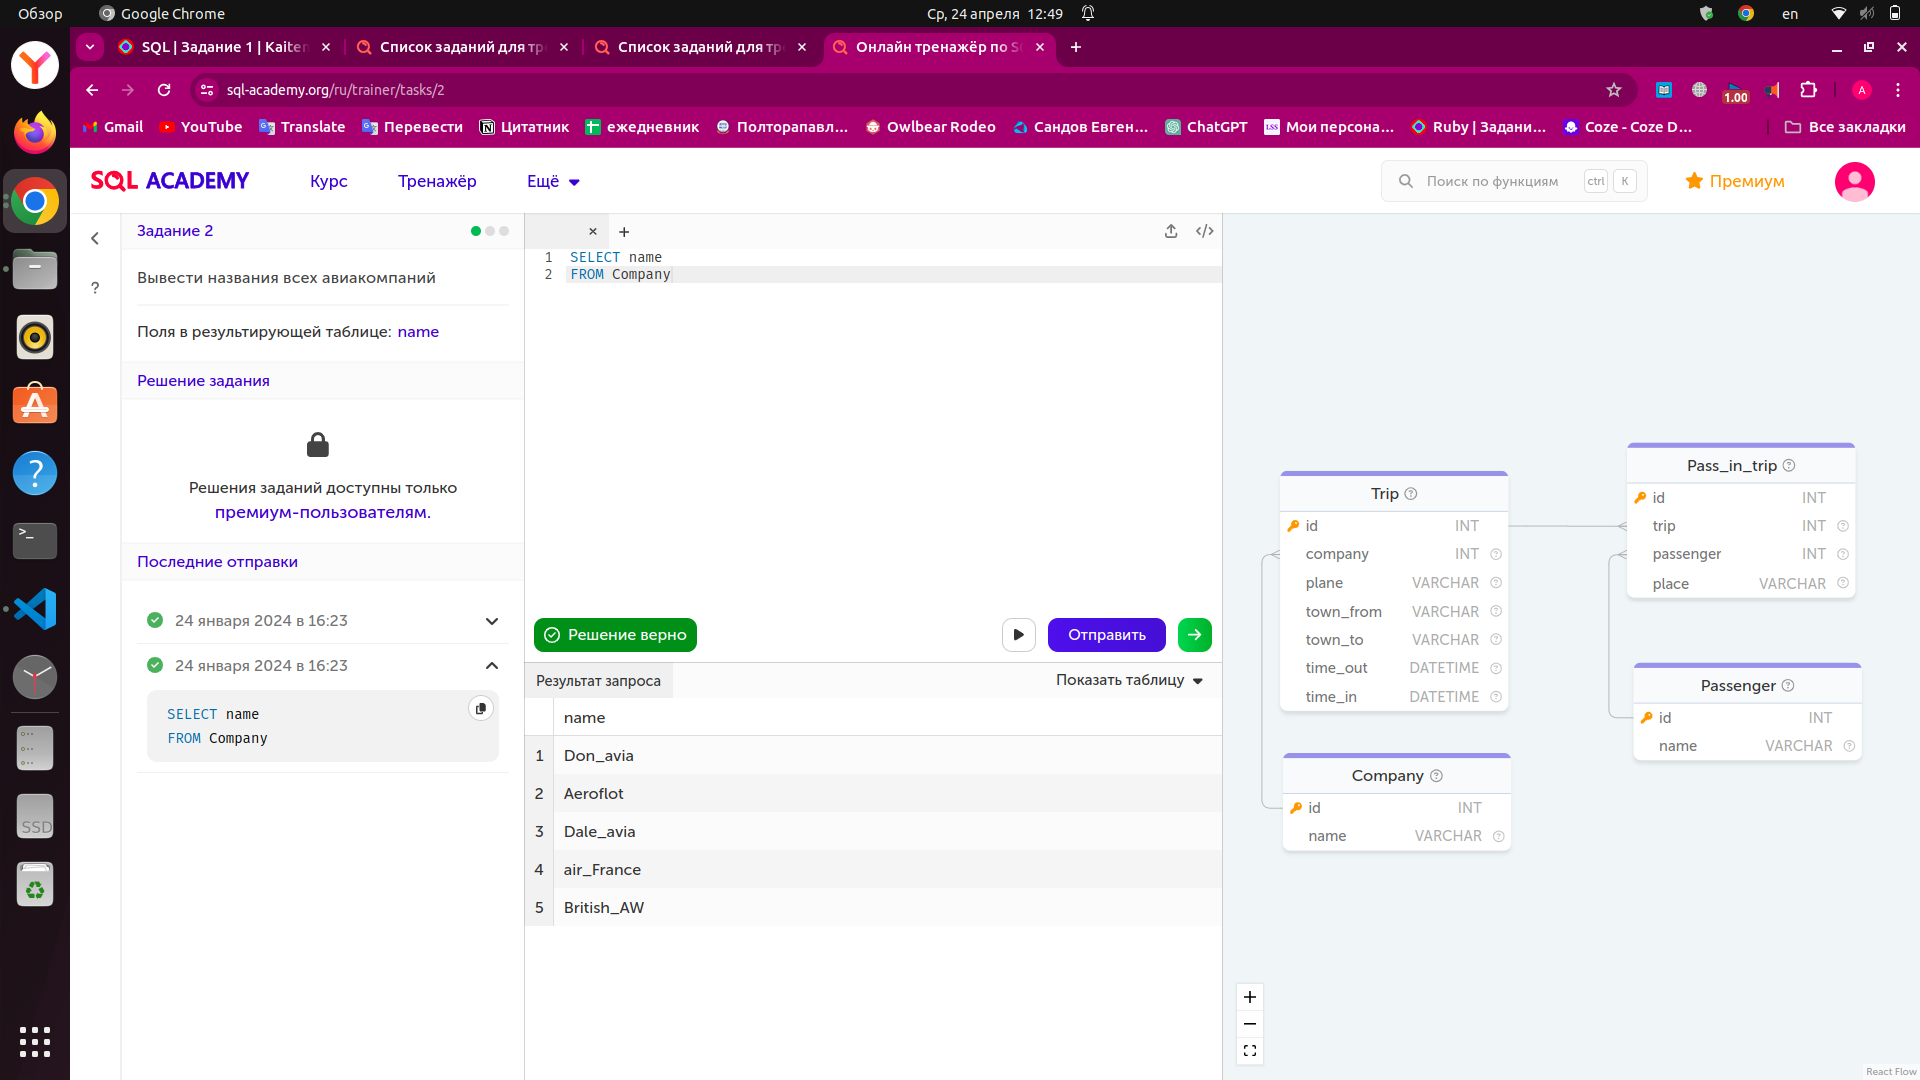 Обзор
Google Chrome
Ср, 24 апреля 12:49
en
SQL | Задание 1 | Kaiten
Список заданий для тр
Список заданий для тр
Онлайн тренажёр по S
sql-academy.org/ru/trainer/tasks/2
1.00
A
Gmail
YouTube
Translate
Перевести
Цитатник
ежедневник
Полторапавл...
Owlbear Rodeo
Сандов Евген...
ChatGPT
LSS
Мои персона...
Ruby | Задани...
Coze - Coze D...
Все закладки
SQL ACADEMY
Курс
Тренажёр
Ещё
Поиск по функциям
ctrl
K
Премиум
Задание 2
Вывести названия всех авиакомпаний
Поля в результирующей таблице: name
Решение задания
Решения заданий доступны только
премиум-пользователям.
Последние отправки
24 января 2024 в 16:23
24 января 2024 в 16:23
SELECT name
FROM Company
1 SELECT name
2 FROM Company
Решение верно
Отправить
Результат запроса
Показать таблицу
name
1 Don_avia
2 Aeroflot
3 Dale_avia
4 air_France
5 British_AW
Trip
id INT
company INT
plane VARCHAR
town_from VARCHAR
town_to VARCHAR
time_out DATETIME
time_in DATETIME
Company
id INT
name VARCHAR
Pass_in_trip
id INT
trip INT
passenger INT
place VARCHAR
Passenger
id INT
name VARCHAR
SSD
React Flow